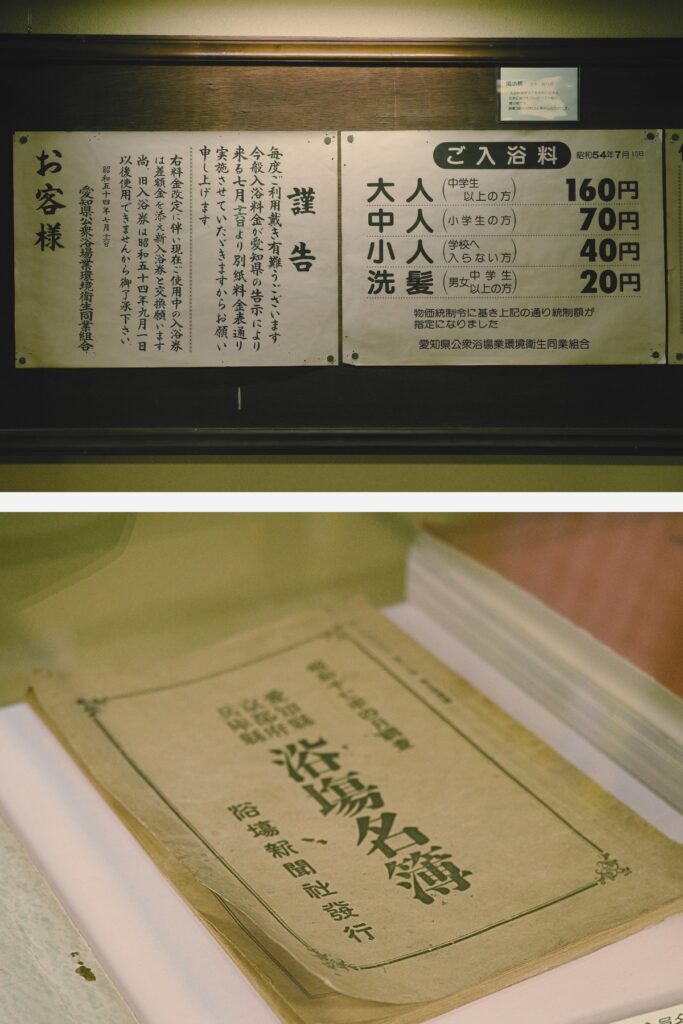 謹告
毎度ご利用戴き有難うございます
今般入浴料金が愛知県の告示により
来る七月十六日より別紙料金表通り
実施させていただきますからお願い
申し上げます
右料金改定に伴い現在ご使用中の入浴券
は差額金を添え新入浴券と交換願います
尚旧入浴券は昭和五十四年九月一日
以後使用できませんから御了承下さい
昭和五十四年七月十六日
愛知県公衆浴場業環境衛生同業組合
お客様
ご入浴料 昭和54年7月16日
大人(中学生以上の方) 160円
中人(小学生の方) 70円
小人(学校へ入らない方) 40円
洗髪(男女中学生以上の方) 20円
物価統制令に基き上記の通り統制額が
指定になりました
愛知県公衆浴場業環境衛生同業組合
愛知縣
京都府
兵庫縣
浴場名簿
浴場新聞社發行